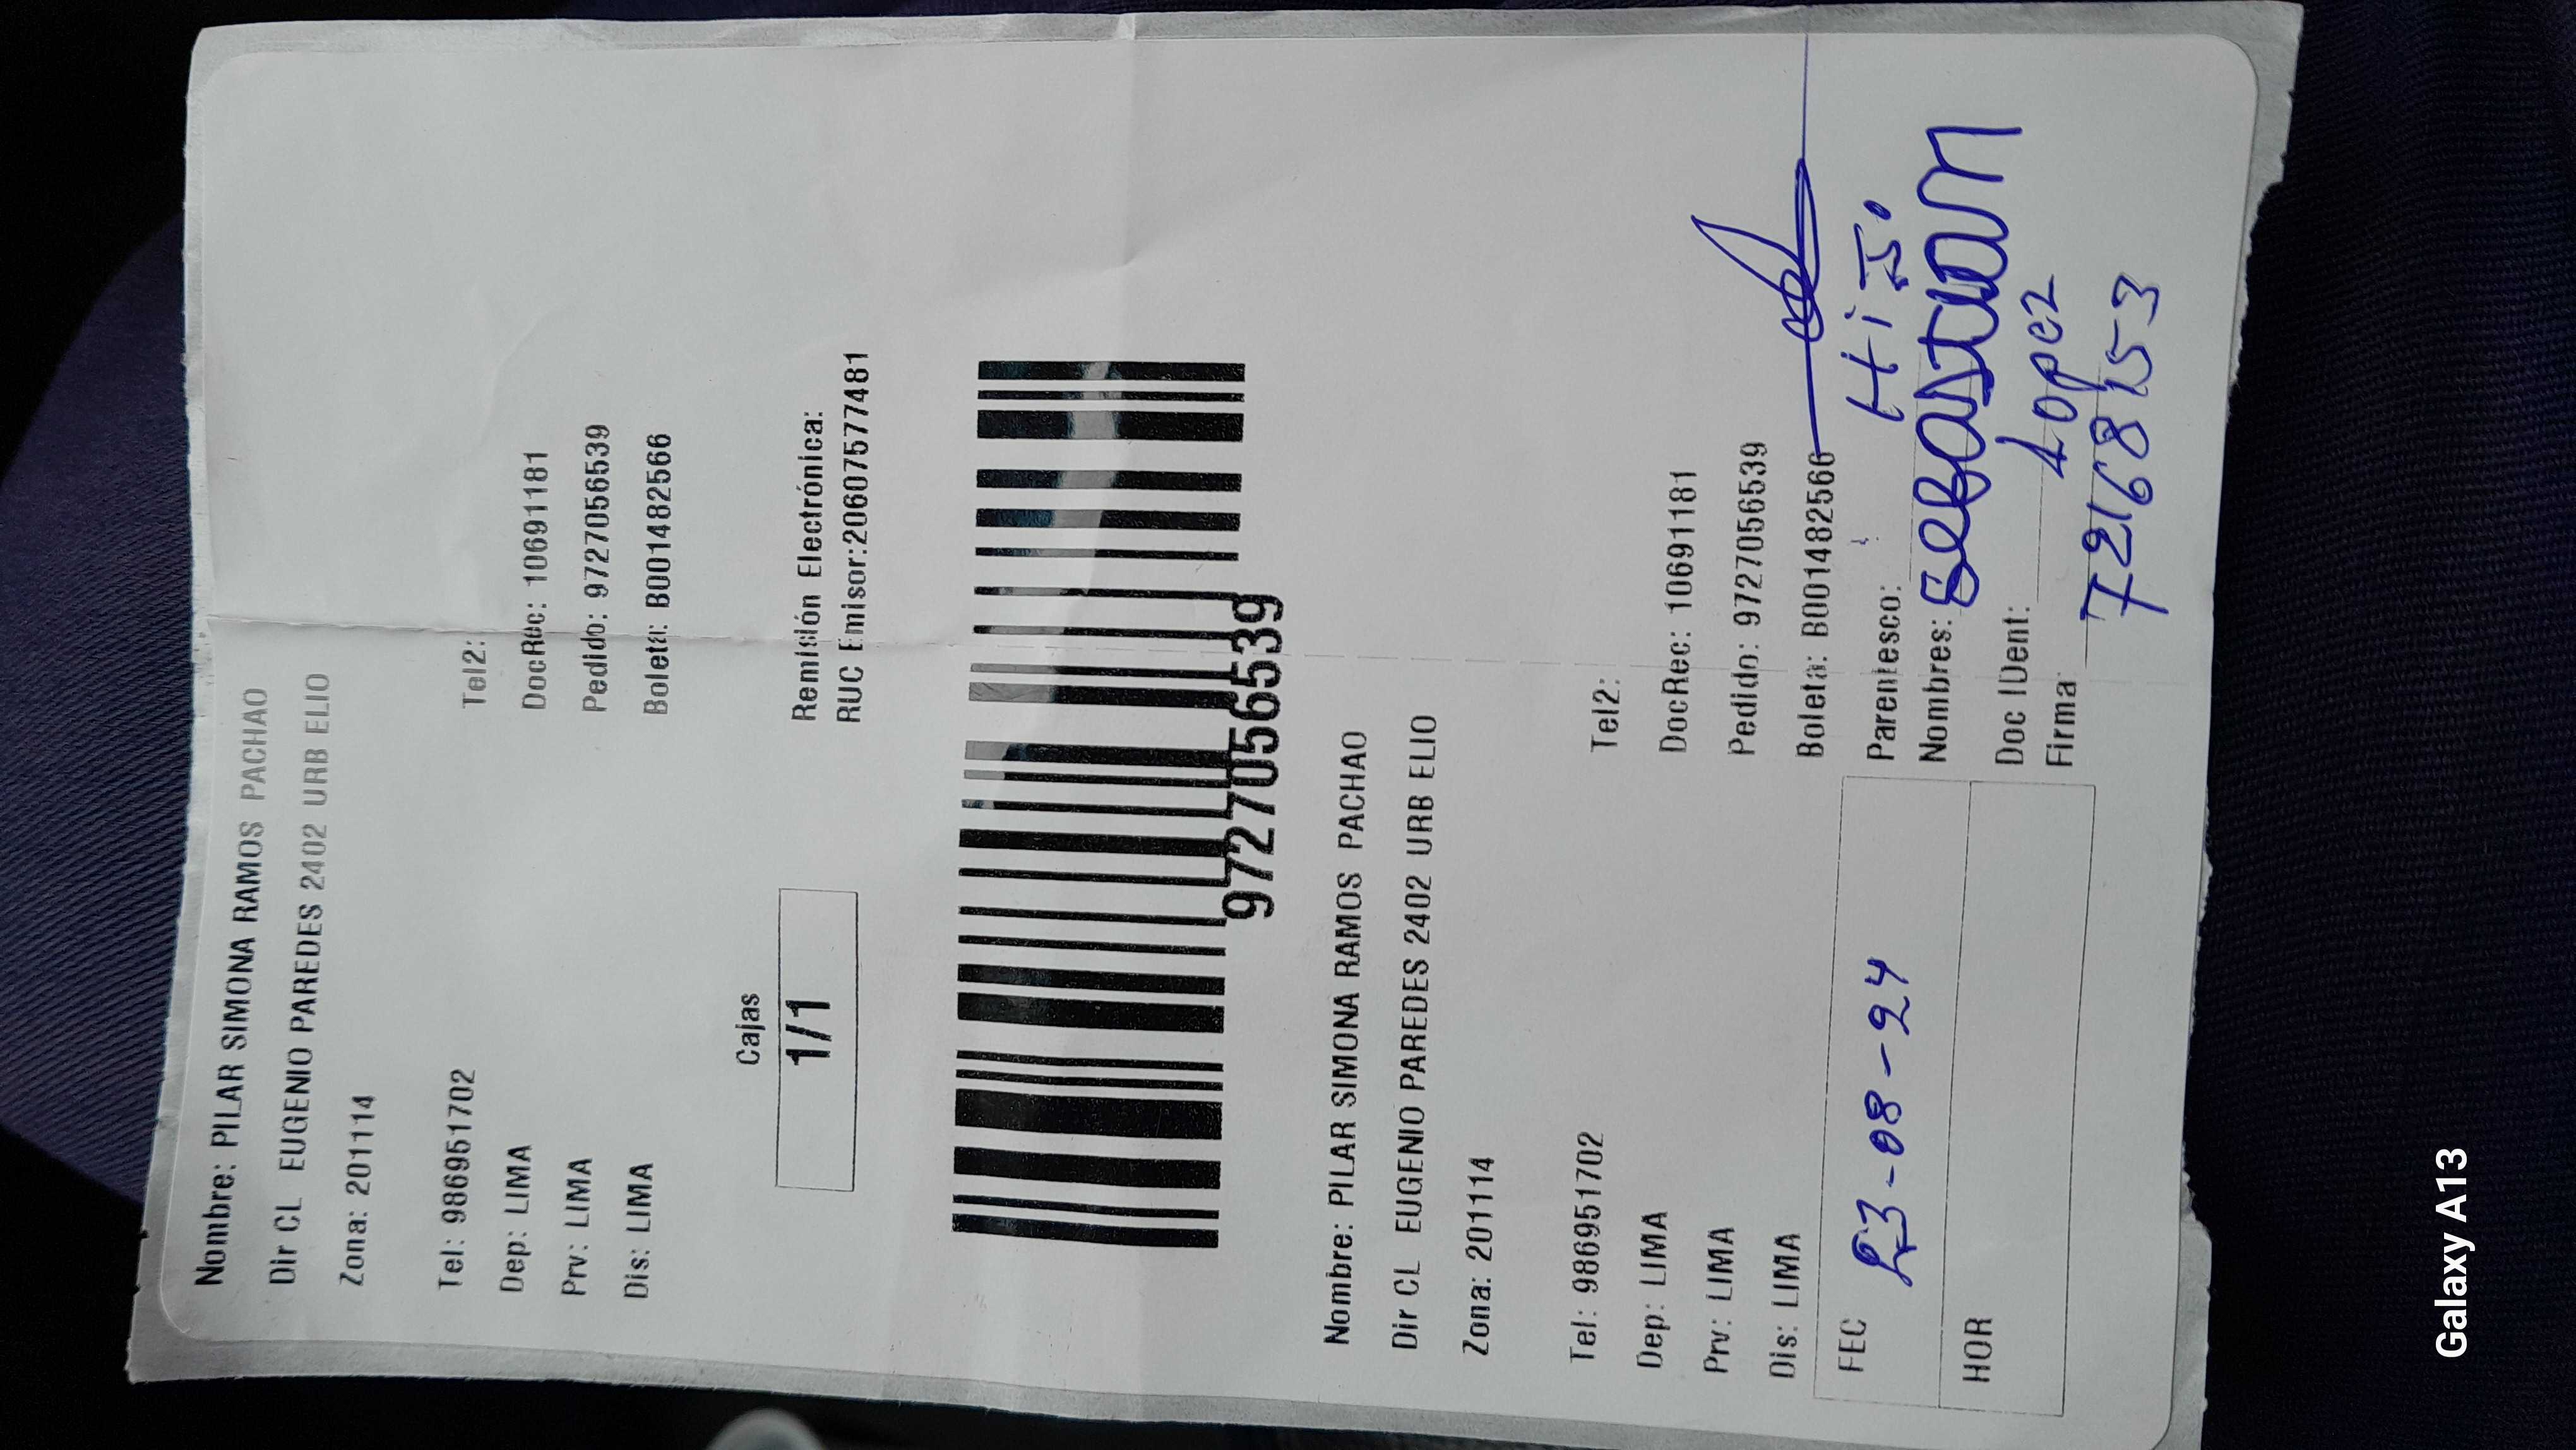 Nombre: PILAR SIMONA RAMOS PACHAO
Dir CL EUGENIO PAREDES 2402 URB ELIO
Zona: 201114
Tel: 986951702 Tel2:
Dep: LIMA DocRec: 10691181
Prv: LIMA Pedido: 9727056539
Dis: LIMA Boleta: B001482566
Cajas
1/1
Remisión Electrónica:
RUC Emisor:20607577481
9727056539
Nombre: PILAR SIMONA RAMOS PACHAO
Dir CL EUGENIO PAREDES 2402 URB ELIO
Zona: 201114
Tel: 986951702 Tel2:
Dep: LIMA DocRec: 10691181
Prv: LIMA Pedido: 9727056539
Dis: LIMA Boleta: B001482566
FEC 23-08-24
HOR
Parentesco: Hijo
Nombres: Sebastian
Lopez
Doc IDent:
Firma 72168153
Galaxy A13